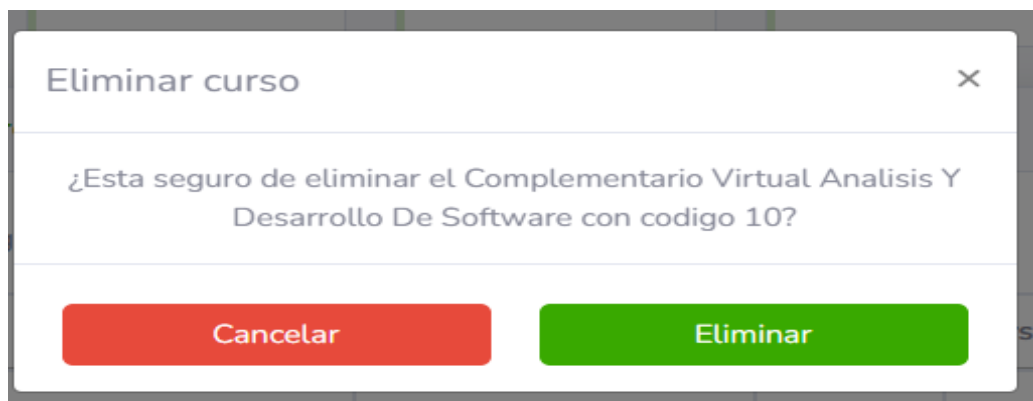 Eliminar curso
¿Esta seguro de eliminar el Complementario Virtual Analisis Y
Desarrollo De Software con codigo 10?
Cancelar
Eliminar